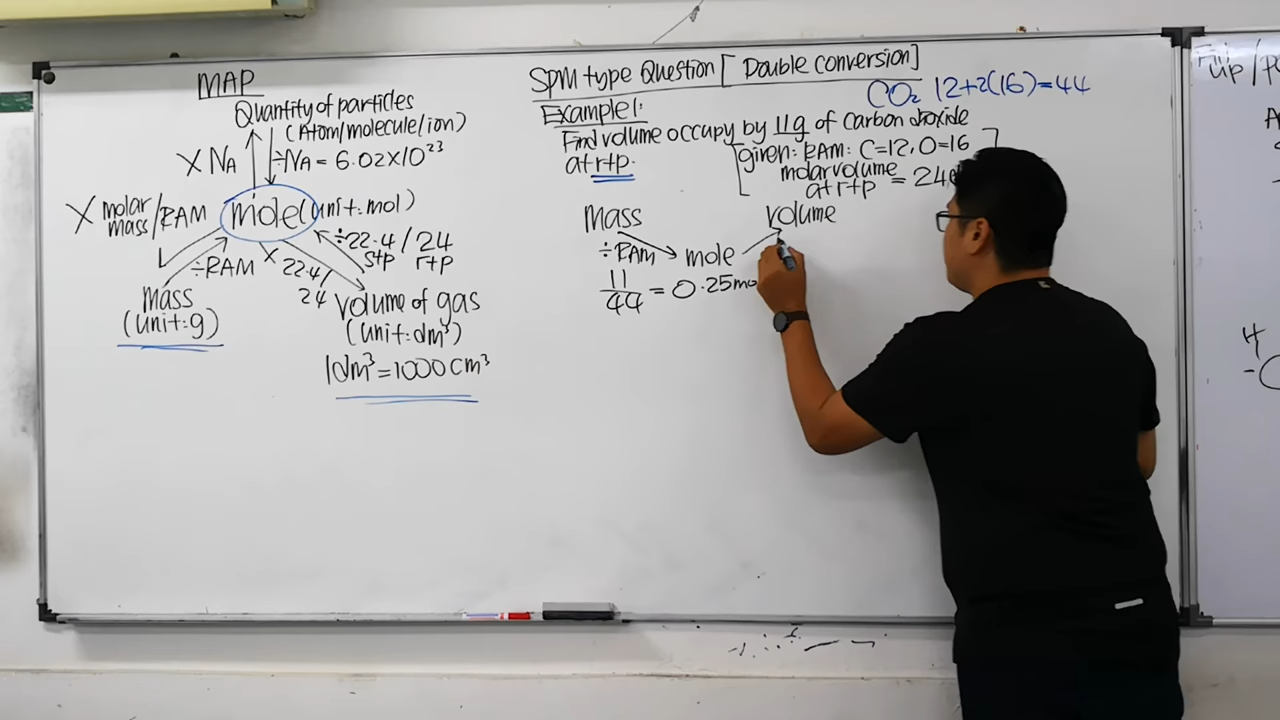 MAP
Quantity of particles
(Atom/molecule/ion)
× NA
÷NA = 6.02×10²³
× molar mass/RAM
mole (unit: mol)
÷22.4 / 24
stp rtp
÷RAM
× 22.4/
24
Mass
(unit: g)
volume of gas
(unit: dm³)
1dm³ = 1000 cm³
SPM type Question [Double conversion]
CO₂ 12+2(16)=44
Example 1:
Find volume occupy by 11g of Carbon dioxide
at r+p.
[given: RAM: C=12, O=16]
molar volume
at r+p = 24
Mass volume
÷RAM mole
11/44 = 0.25mo
up /